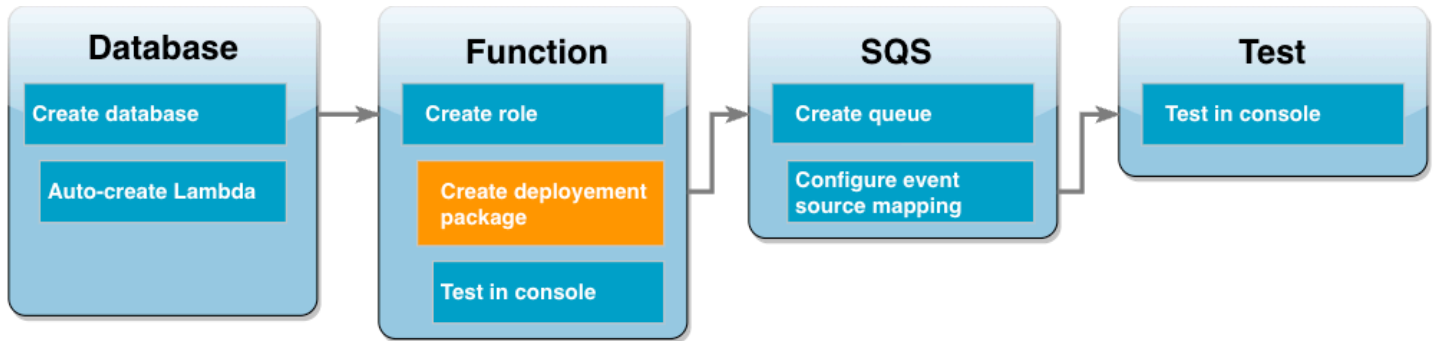 Database
Create database
Auto-create Lambda
Function
Create role
Create deployement
package
Test in console
SQS
Create queue
Configure event
source mapping
Test
Test in console